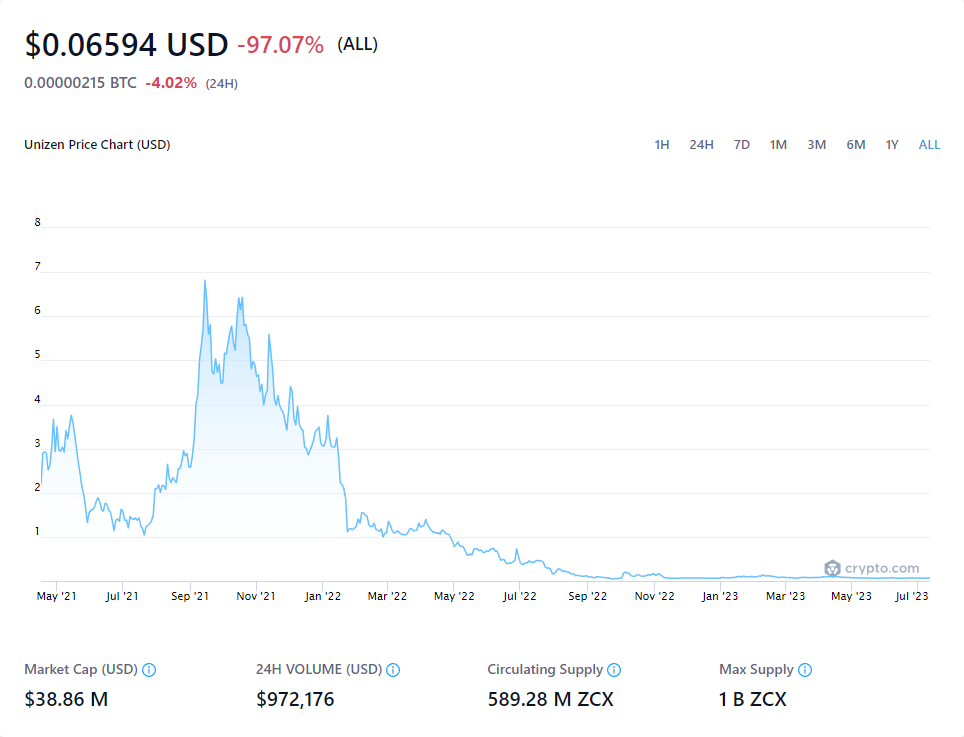 $0.06594 USD -97.07% (ALL)
0.00000215 BTC -4.02% (24H)
Unizen Price Chart (USD) 1H 24H 7D 1M 3M 6M 1Y ALL
8
7
6
5
4
3
2
1
crypto.com
May '21 Jul '21 Sep '21 Nov '21 Jan '22 Mar '22 May '22 Jul '22 Sep '22 Nov '22 Jan '23 Mar '23 May '23 Jul '23
Market Cap (USD) 24H VOLUME (USD) Circulating Supply Max Supply
$38.86 M $972,176 589.28 M ZCX 1 B ZCX